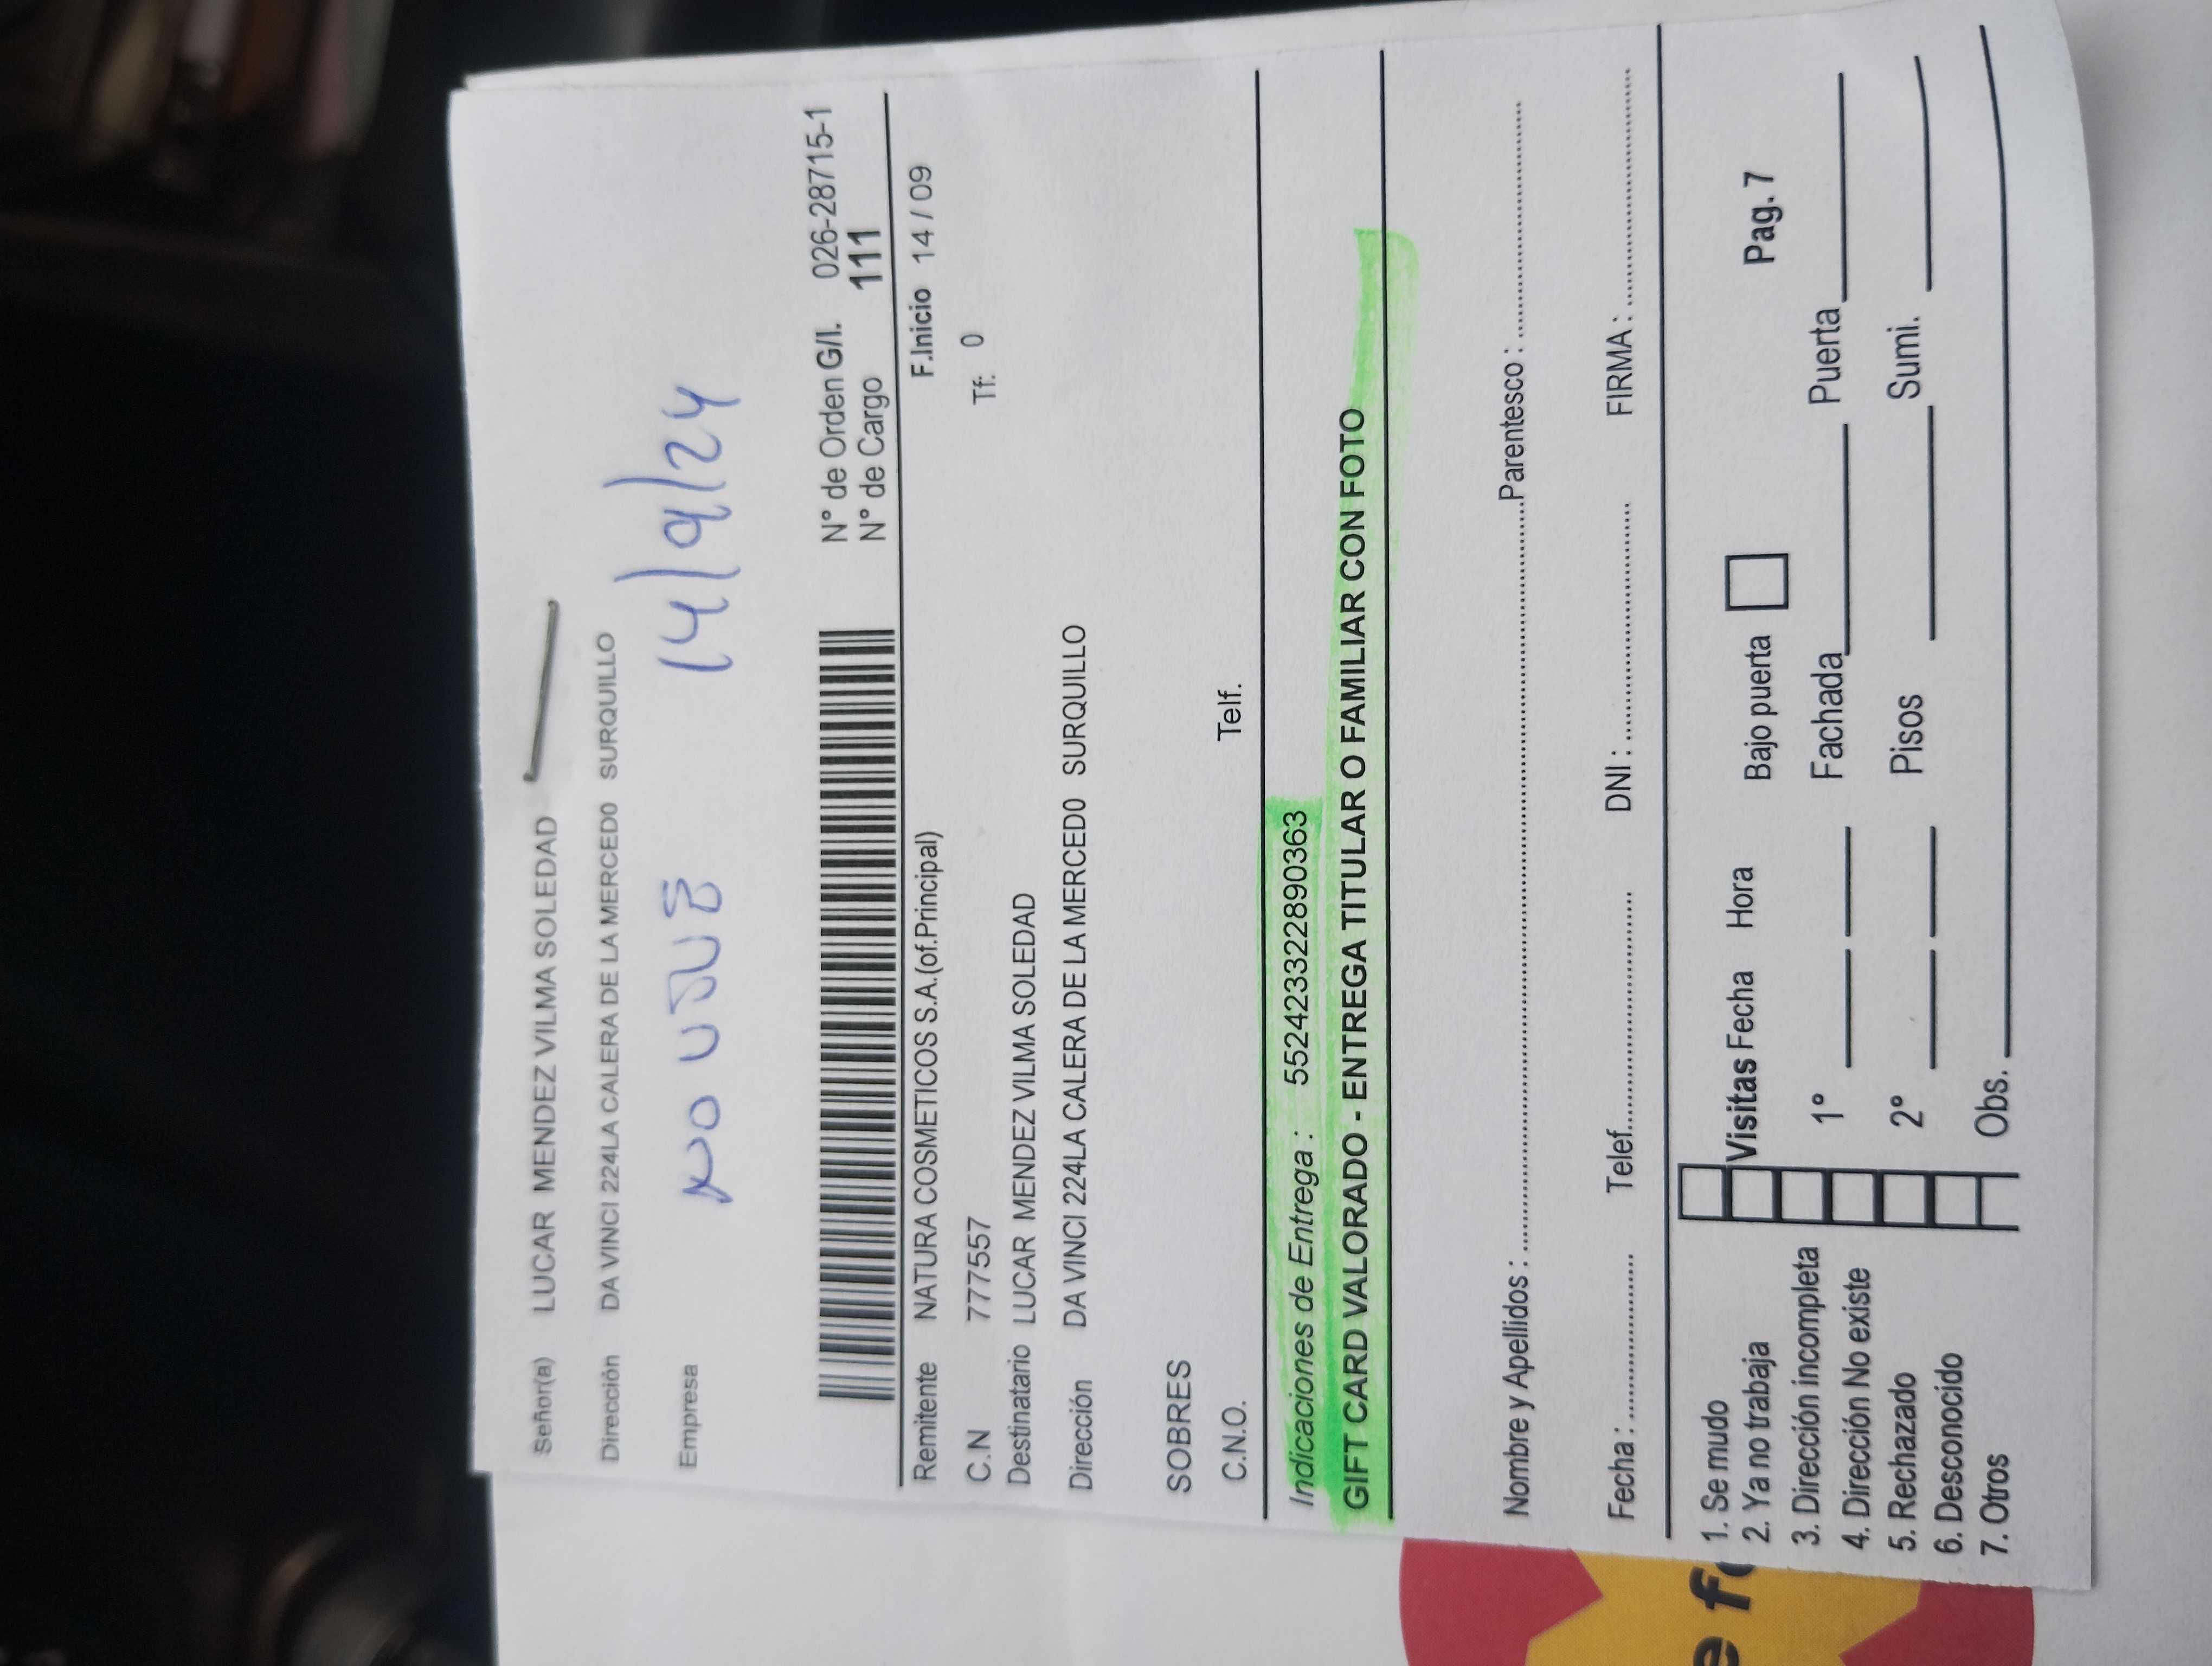 Señor(a) LUCAR MENDEZ VILMA SOLEDAD
Dirección DA VINCI 224LA CALERA DE LA MERCED0 SURQUILLO
Empresa
NO 14/9/24
N° de Orden G/I. 026-28715-1
N° de Cargo 111
Remitente NATURA COSMETICOS S.A.(of.Principal) F.Inicio 14 / 09
C.N 777557 Tf: 0
Destinatario LUCAR MENDEZ VILMA SOLEDAD
Dirección DA VINCI 224LA CALERA DE LA MERCED0 SURQUILLO
SOBRES
C.N.O. Telf.
Indicaciones de Entrega : 5524233222890363
GIFT CARD VALORADO - ENTREGA TITULAR O FAMILIAR CON FOTO
Nombre y Apellidos : Parentesco :
Fecha : Telef. DNI : FIRMA :
1. Se mudo
2. Ya no trabaja Visitas Fecha Hora Bajo puerta Pag. 7
3. Dirección incompleta 1° Fachada Puerta
4. Dirección No existe
5. Rechazado 2° Pisos Sumi.
6. Desconocido
7. Otros Obs.